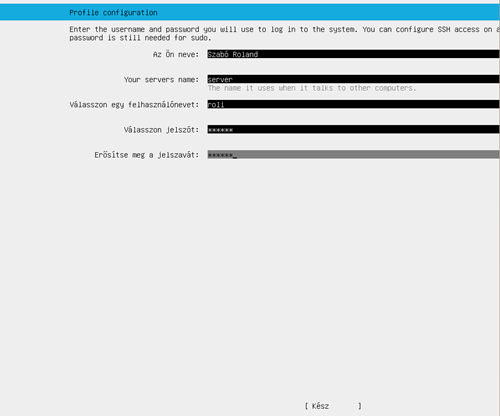 Profile configuration
Enter the username and password you will use to log in to the system. You can configure SSH access on a
password is still needed for sudo.
Az Ön neve: Szabó Roland
Your servers name: server
The name it uses when it talks to other computers.
Válasszon egy felhasználónevet: roli
Válasszon jelszót: ******
Erősítse meg a jelszavát: ******_
[ Kész ]